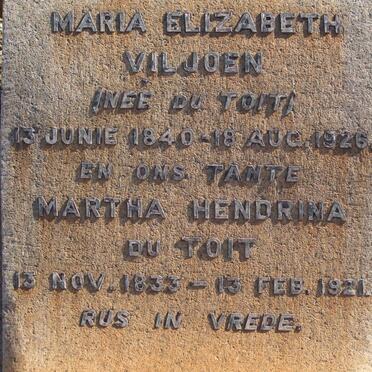 MARIA ELIZABETH
VILJOEN
(NEÉ DU TOIT)
13 JUNIE 1840 - 18 AUG. 1926.
EN ONS TANTE
MARTHA HENDRINA
DU TOIT
13 NOV. 1833 - 13 FEB. 1921.
RUS IN VREDE.